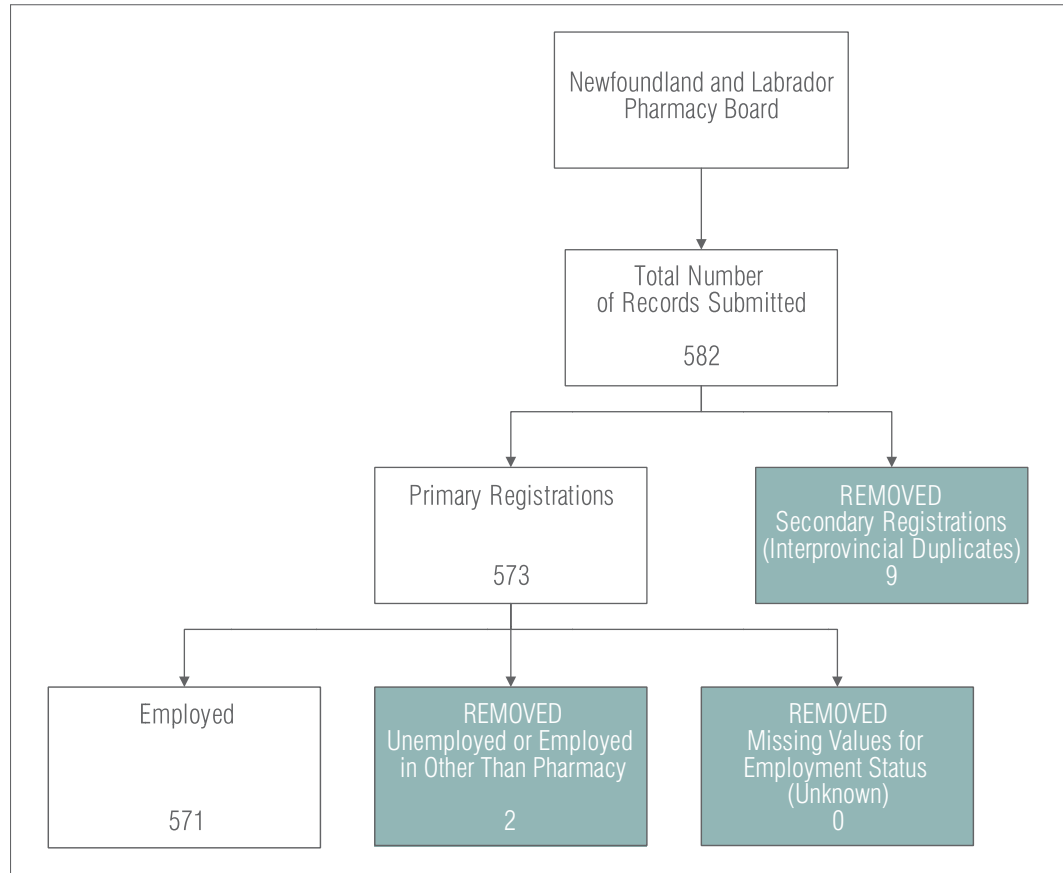 Newfoundland and Labrador
Pharmacy Board
Total Number
of Records Submitted
582
Primary Registrations
573
REMOVED
Secondary Registrations
(Interprovincial Duplicates)
9
Employed
571
REMOVED
Unemployed or Employed
in Other Than Pharmacy
2
REMOVED
Missing Values for
Employment Status
(Unknown)
0